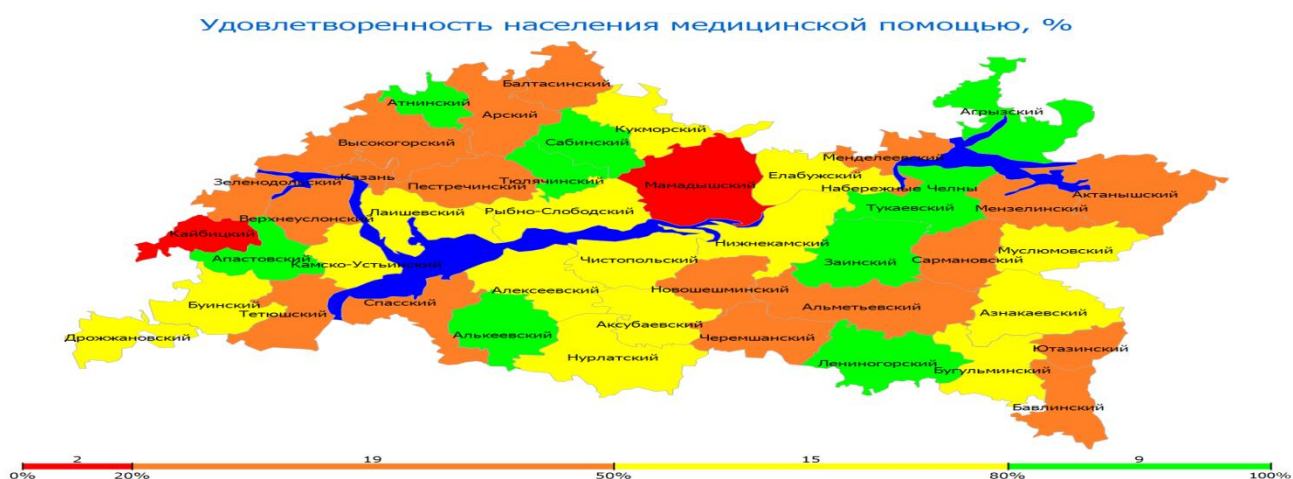 Удовлетворенность населения медицинской помощью, %
Балтасинский
Атнинский
Арский
Агрызский
Кукморский
Высокогорский
Сабинский
Менделеевский
Казань
Елабужский
Зеленодольский
Пестречинский
Тюлячинский
Мамадышский
Набережные Челны
Актанышский
Лаишевский
Рыбно-Слободский
Тукаевский
Мензелинский
Верхнеуслонский
Кайбицкий
Нижнекамский
Муслюмовский
Апастовский
Камско-Устьинский
Чистопольский
Заинский
Сармановский
Алексеевский
Новошешминский
Буинский
Спасский
Тетюшский
Альметьевский
Азнакаевский
Аксубаевский
Дрожжановский
Алькеевский
Черемшанский
Ютазинский
Нурлатский
Лениногорский
Бугульминский
Бавлинский
2 19 15 9
0% 20% 50% 80% 100%